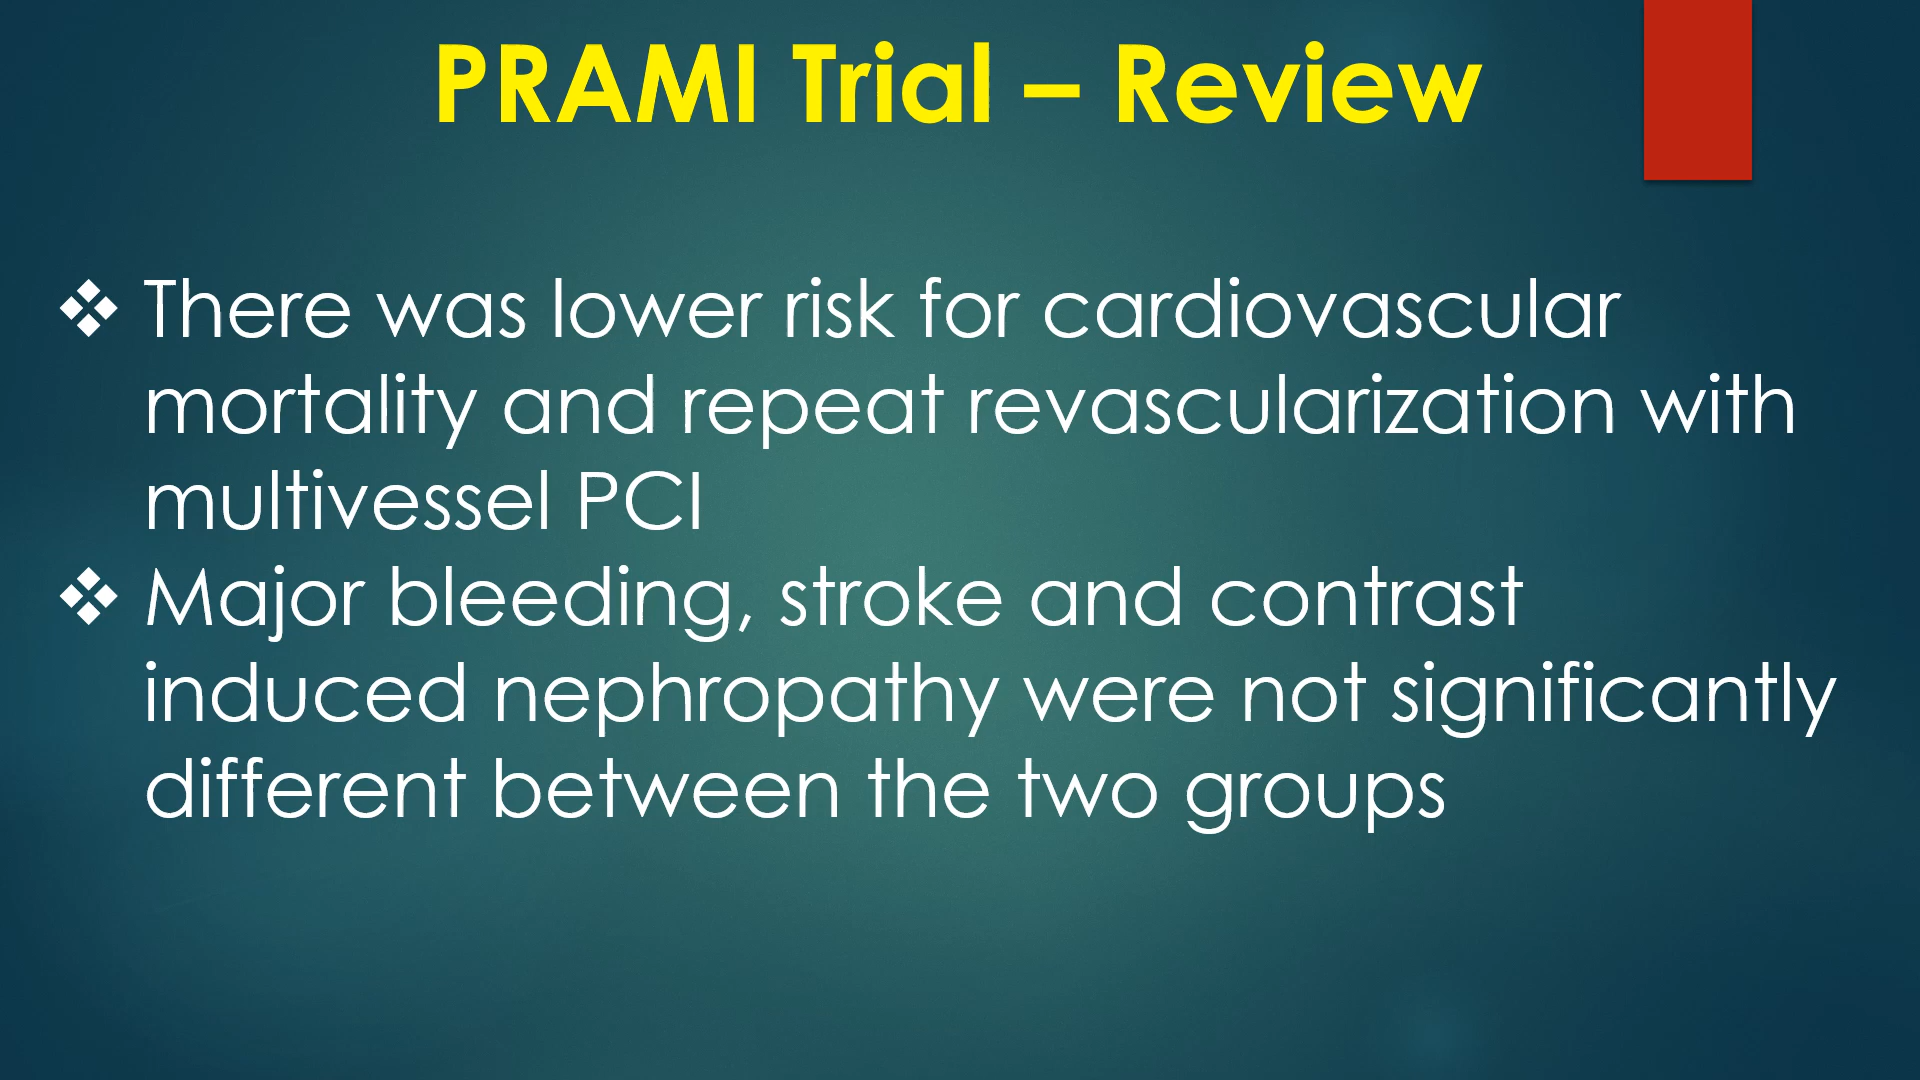 PRAMI Trial – Review
❖ There was lower risk for cardiovascular
mortality and repeat revascularization with
multivessel PCI
❖ Major bleeding, stroke and contrast
induced nephropathy were not significantly
different between the two groups